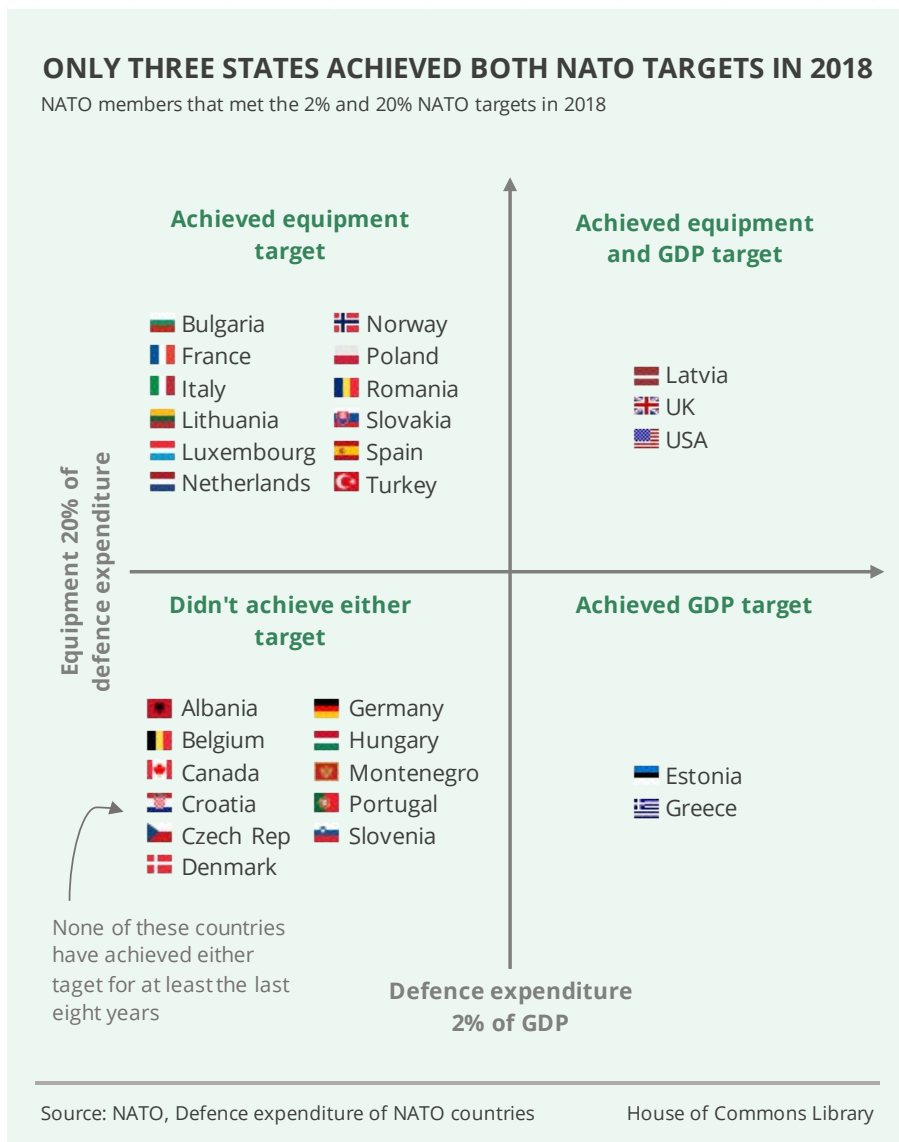 ONLY THREE STATES ACHIEVED BOTH NATO TARGETS IN 2018
NATO members that met the 2% and 20% NATO targets in 2018
Achieved equipment
target
Bulgaria
France
Italy
Lithuania
Luxembourg
Netherlands
Norway
Poland
Romania
Slovakia
Spain
Turkey
Achieved equipment
and GDP target
Latvia
UK
USA
Equipment 20% of
defence expenditure
Didn't achieve either
target
Albania
Belgium
Canada
Croatia
Czech Rep
Denmark
Germany
Hungary
Montenegro
Portugal
Slovenia
Achieved GDP target
Estonia
Greece
None of these countries
have achieved either
taget for at least the last
eight years
Defence expenditure
2% of GDP
Source: NATO, Defence expenditure of NATO countries
House of Commons Library